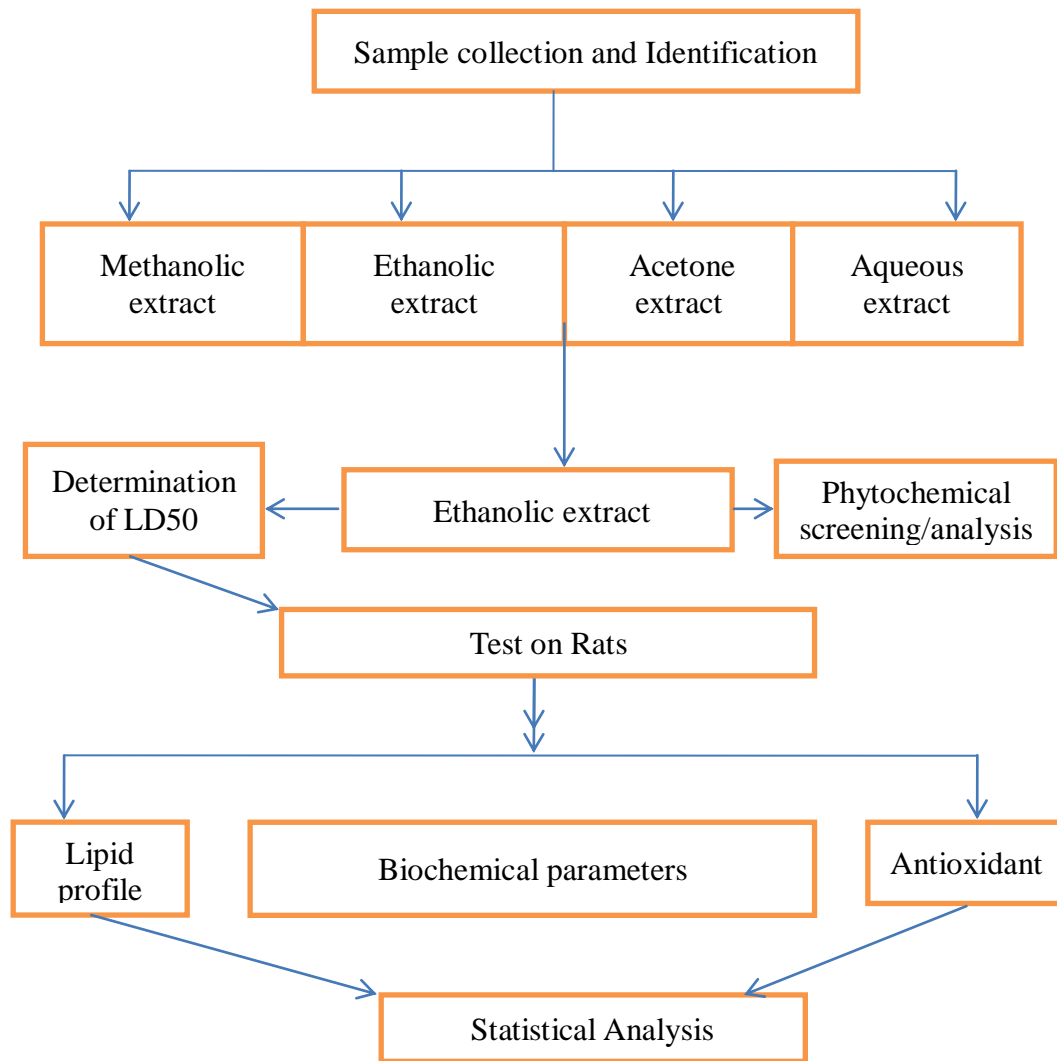 Sample collection and Identification
Methanolic
extract
Ethanolic
extract
Acetone
extract
Aqueous
extract
Determination
of LD50
Ethanolic extract
Phytochemical
screening/analysis
Test on Rats
Lipid
profile
Biochemical parameters
Antioxidant
Statistical Analysis